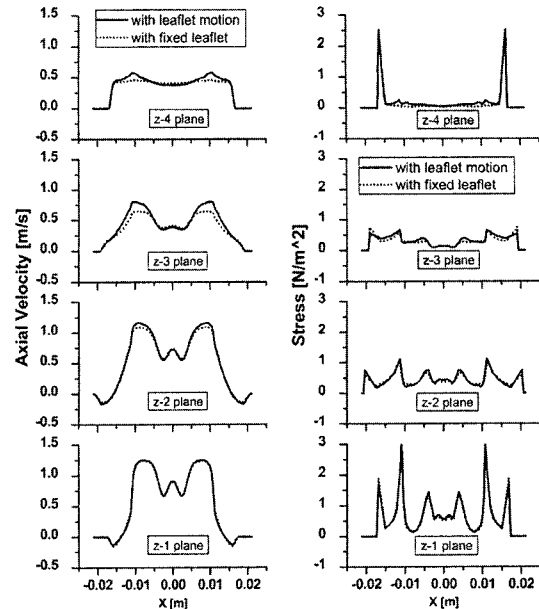 with leaflet motion
with fixed leaflet
1.5
1.0
0.5
0.0
-0.5
z-4 plane
1.5
1.0
0.5
0.0
-0.5
z-3 plane
1.5
1.0
0.5
0.0
-0.5
z-2 plane
1.5
1.0
0.5
0.0
-0.5
z-1 plane
-0.02 -0.01 0.00 0.01 0.02
X [m]
Axial Velocity [m/s]
3
2
1
0
-1
z-4 plane
with leaflet motion
with fixed leaflet
3
2
1
0
-1
z-3 plane
3
2
1
0
-1
z-2 plane
3
2
1
0
-1
z-1 plane
-0.02 -0.01 0.00 0.01 0.02
X [m]
Stress [N/m^2]